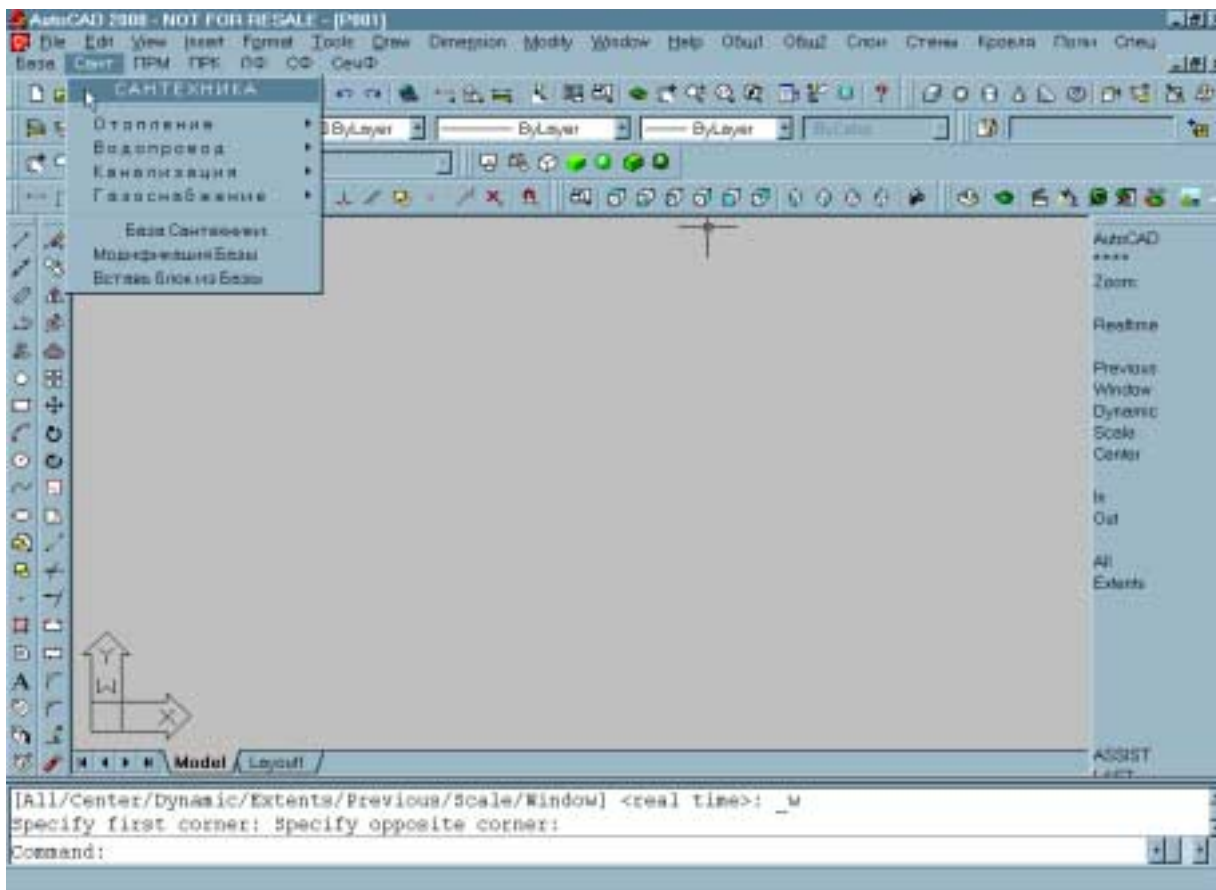 AutoCAD 2000 - NOT FOR RESALE - [P001]
File Edit View Insert Format Tools Draw Dimension Modify Window Help Общ1 Общ2 Слои Стены Кровля Полы Спец
База Сант ПРМ ПРК ПФ СФ СечФ
САНТЕХНИКА
Отопление
Водопровод
Канализация
Газоснабжение
База Сантехники
Модификация Базы
Вставь блок из Базы
ByLayer ByLayer ByLayer ByColor
AutoCAD
****
Zoom:
Realtime
Previous
Window
Dynamic
Scale
Center
In
Out
All
Extents
ASSIST
LAST
Y
W
X
A
Model Layout1
[All/Center/Dynamic/Extents/Previous/Scale/Window] <real time>: _w
Specify first corner: Specify opposite corner:
Command: